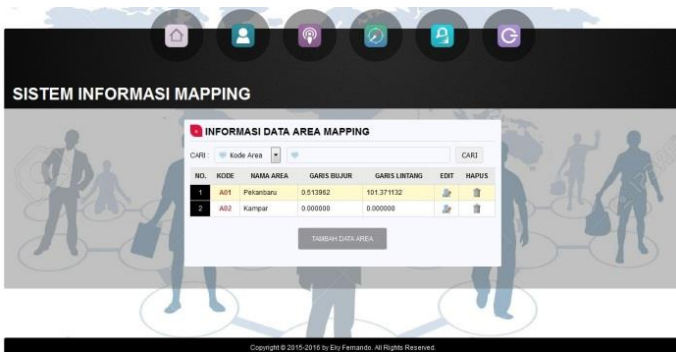 SISTEM INFORMASI MAPPING
INFORMASI DATA AREA MAPPING
CARI : Kode Area CARI
NO. KODE NAMA AREA GARIS BUJUR GARIS LINTANG EDIT HAPUS
1 A01 Pekanbaru 0.513962 101.371132
2 A02 Kampar 0.000000 0.000000
TAMBAH DATA AREA
Copyright © 2015-2016 by Eky Fernando. All Rights Reserved.